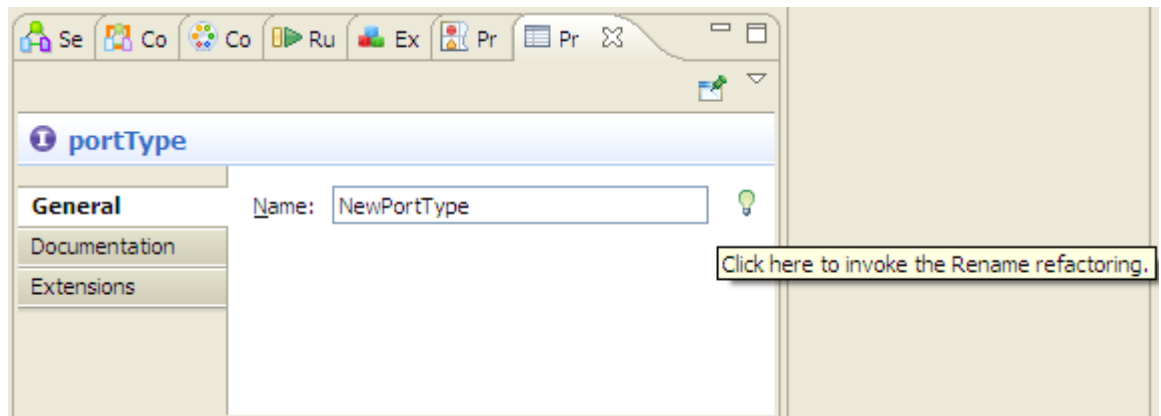 Se Co Co Ru Ex Pr Pr
portType
General
Name: NewPortType
Documentation
Click here to invoke the Rename refactoring.
Extensions